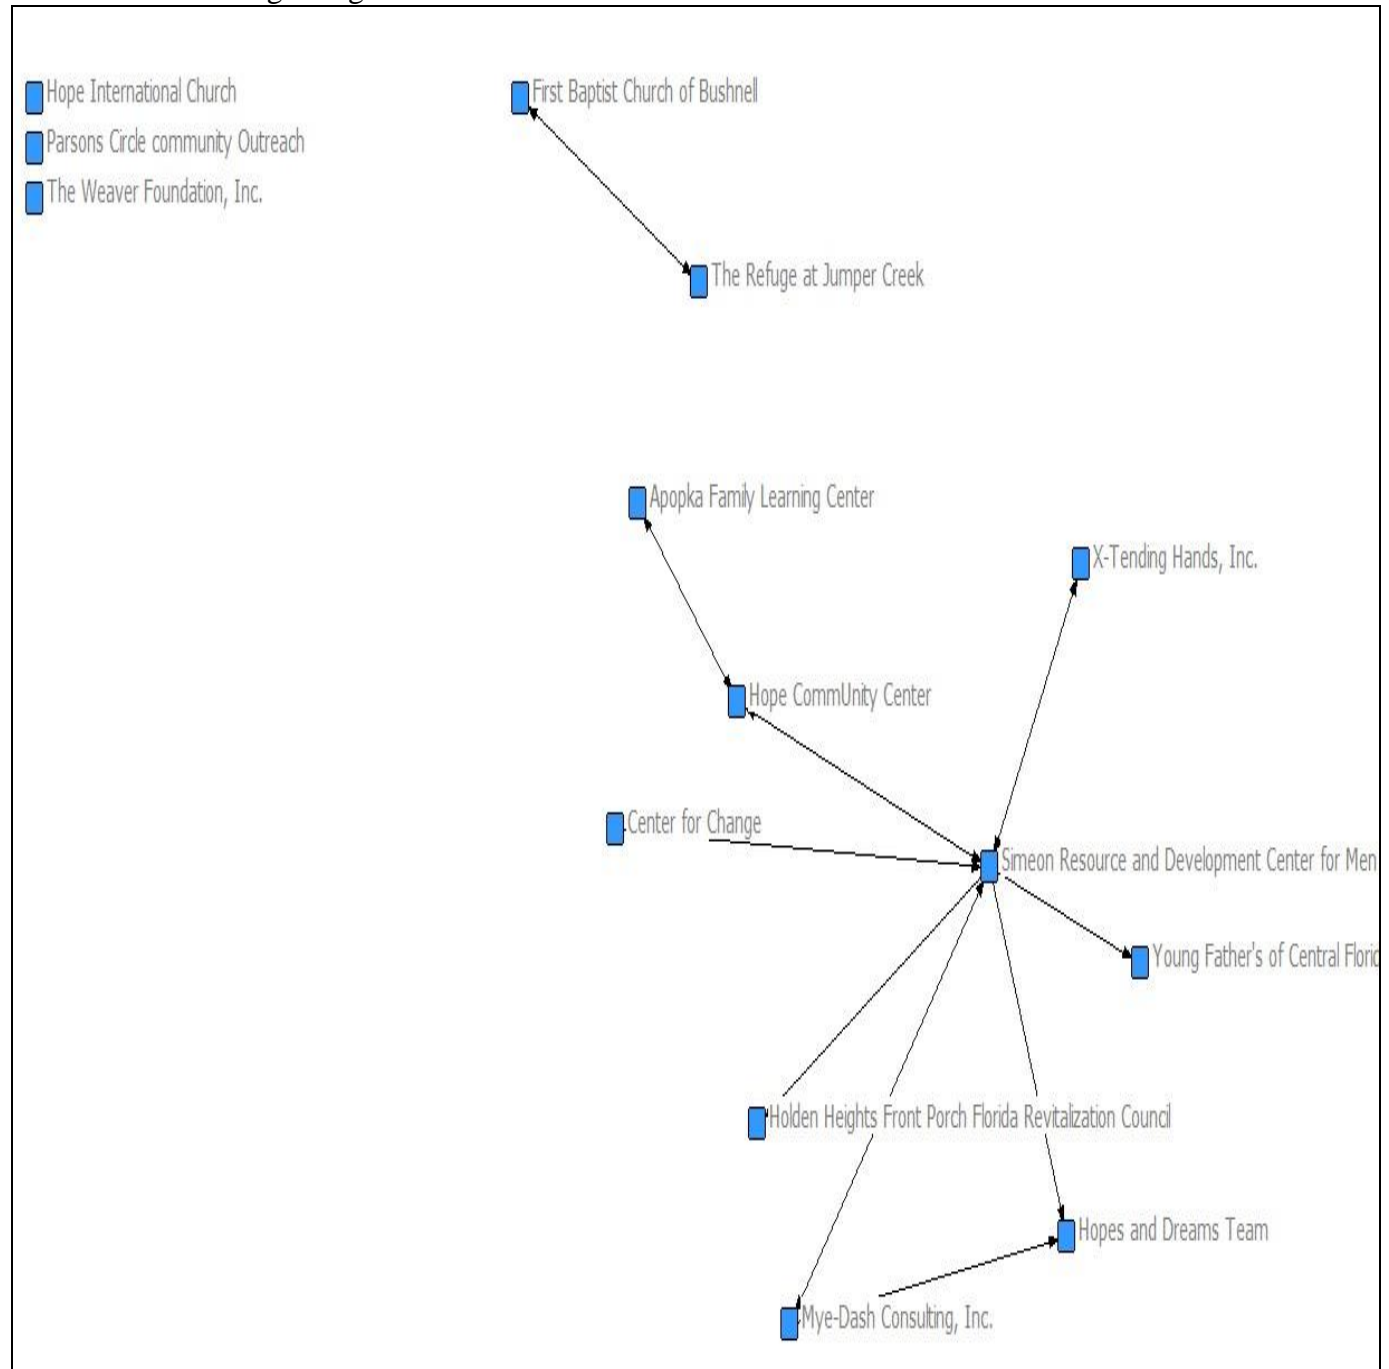 Hope International Church
First Baptist Church of Bushnell
Parsons Circle community Outreach
The Weaver Foundation, Inc.
The Refuge at Jumper Creek
Apopka Family Learning Center
X-Tending Hands, Inc.
Hope CommUnity Center
Center for Change
Simeon Resource and Development Center for Men
Young Father's of Central Floric
Holden Heights Front Porch Florida Revitalization Council
Hopes and Dreams Team
Mye-Dash Consulting, Inc.